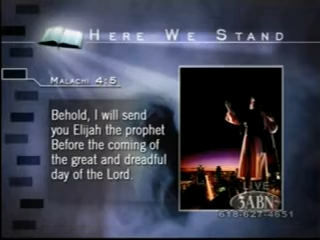 HERE WE STAND
MALACHI 4:5
Behold, I will send
you Elijah the prophet
Before the coming of
the great and dreadful
day of the Lord.
LIVE
3ABN
618-627-4651